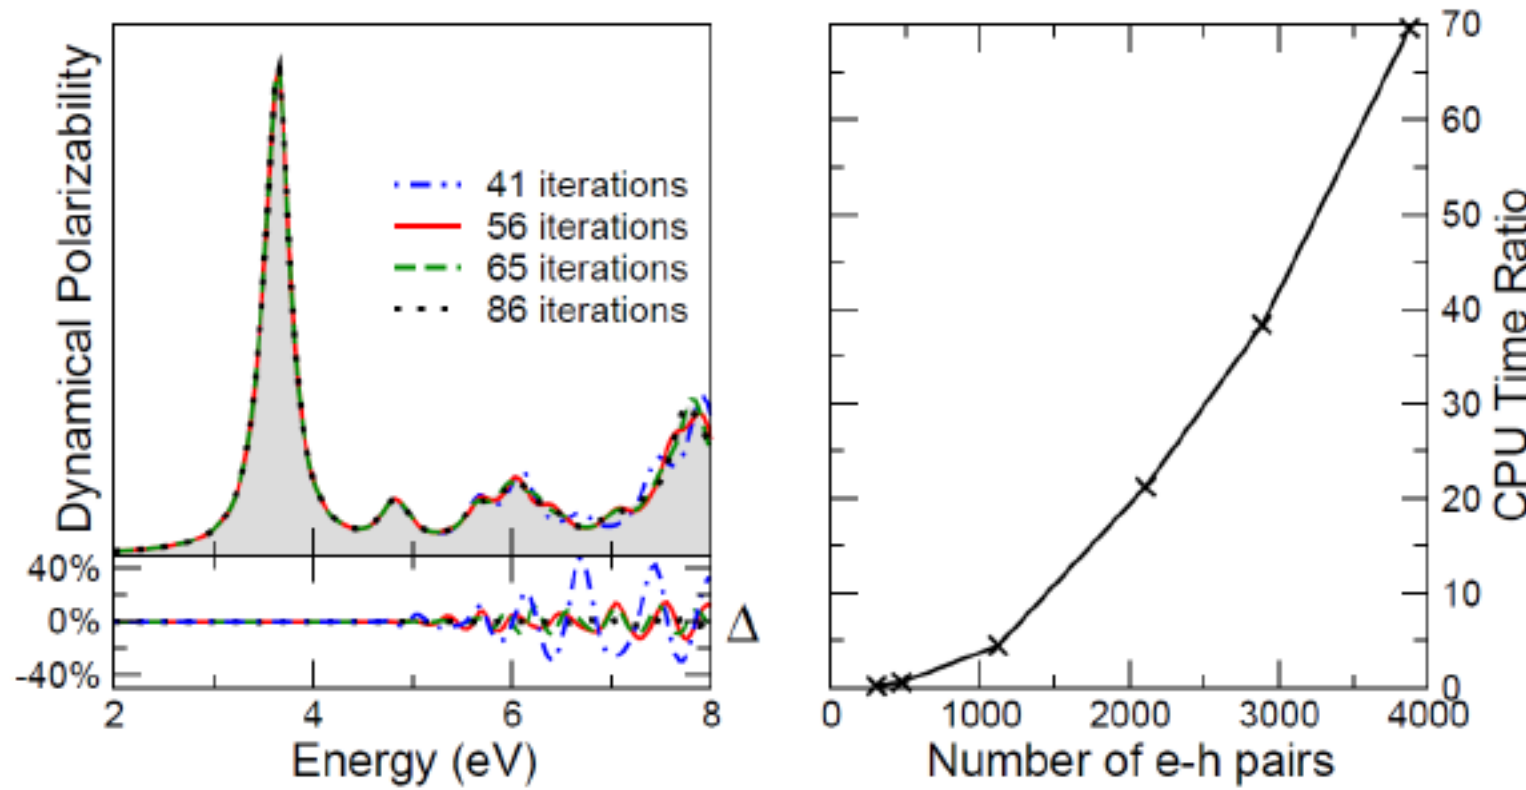 Dynamical Polarizability
41 iterations
56 iterations
65 iterations
86 iterations
40%
0%
-40%
Δ
2 4 6 8
Energy (eV)
70
60
50
40
30
20
10
0
CPU Time Ratio
0 1000 2000 3000 4000
Number of e-h pairs